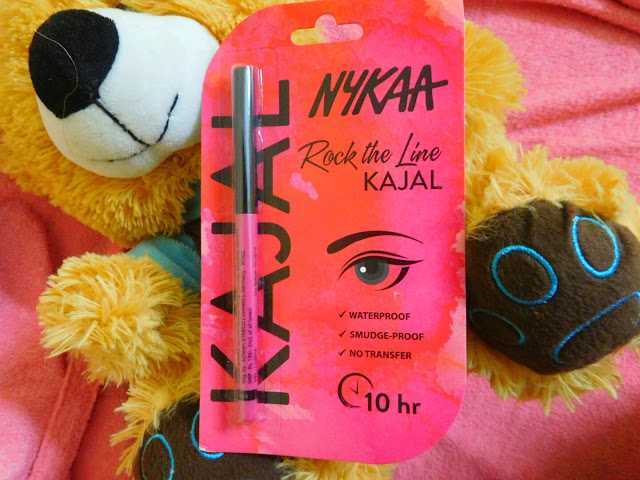 KAJAL
NYKAA
Rock the Line
KAJAL
✓ WATERPROOF
✓ SMUDGE-PROOF
✓ NO TRANSFER
10 hr